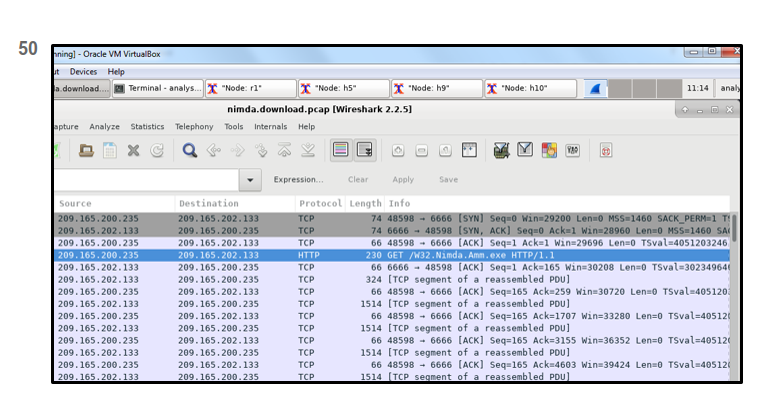 50
nning] - Oracle VM VirtualBox
ut Devices Help
da.download.... Terminal - analys... "Node: r1" "Node: h5" "Node: h9" "Node: h10" 11:14 analy
nimda.download.pcap [Wireshark 2.2.5]
apture Analyze Statistics Telephony Tools Internals Help
Expression... Clear Apply Save
Source Destination Protocol Length Info
209.165.200.235 209.165.202.133 TCP 74 48598 → 6666 [SYN] Seq=0 Win=29200 Len=0 MSS=1460 SACK_PERM=1 TS
209.165.202.133 209.165.200.235 TCP 74 6666 → 48598 [SYN, ACK] Seq=0 Ack=1 Win=28960 Len=0 MSS=1460 SA
209.165.200.235 209.165.202.133 TCP 66 48598 → 6666 [ACK] Seq=1 Ack=1 Win=29696 Len=0 TSval=4051203246
209.165.200.235 209.165.202.133 HTTP 230 GET /W32.Nimda.Amm.exe HTTP/1.1
209.165.202.133 209.165.200.235 TCP 66 6666 → 48598 [ACK] Seq=1 Ack=165 Win=30208 Len=0 TSval=302349640
209.165.202.133 209.165.200.235 TCP 324 [TCP segment of a reassembled PDU]
209.165.200.235 209.165.202.133 TCP 66 48598 → 6666 [ACK] Seq=165 Ack=259 Win=30720 Len=0 TSval=405120
209.165.202.133 209.165.200.235 TCP 1514 [TCP segment of a reassembled PDU]
209.165.200.235 209.165.202.133 TCP 66 48598 → 6666 [ACK] Seq=165 Ack=1707 Win=33280 Len=0 TSval=40512
209.165.202.133 209.165.200.235 TCP 1514 [TCP segment of a reassembled PDU]
209.165.200.235 209.165.202.133 TCP 66 48598 → 6666 [ACK] Seq=165 Ack=3155 Win=36352 Len=0 TSval=40512
209.165.202.133 209.165.200.235 TCP 1514 [TCP segment of a reassembled PDU]
209.165.200.235 209.165.202.133 TCP 66 48598 → 6666 [ACK] Seq=165 Ack=4603 Win=39424 Len=0 TSval=40512
209.165.202.133 209.165.200.235 TCP 1514 [TCP segment of a reassembled PDU]